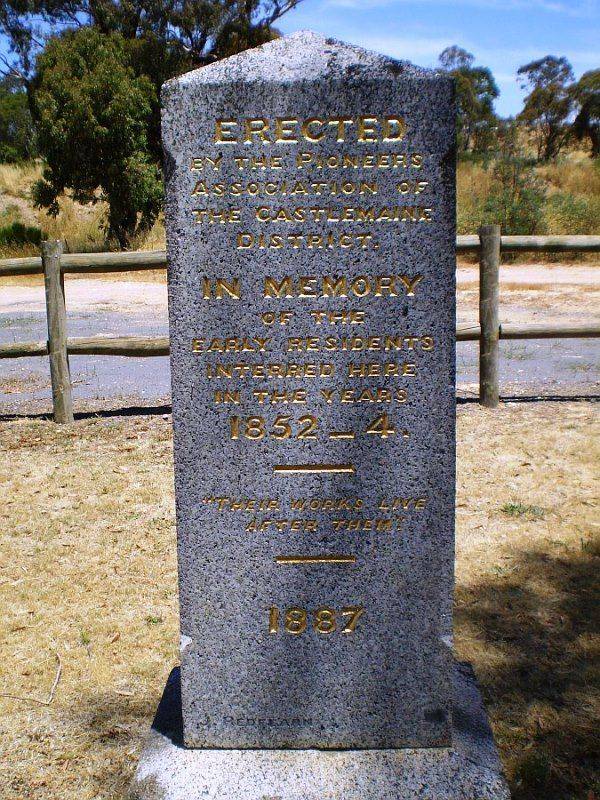 ERECTED
BY THE PIONEERS
ASSOCIATION OF
THE CASTLEMAINE
DISTRICT.
IN MEMORY
OF THE
EARLY RESIDENTS
INTERRED HERE
IN THE YEARS
1852 – 4.
"THEIR WORKS LIVE
AFTER THEM"
1887
J. REDFEARN